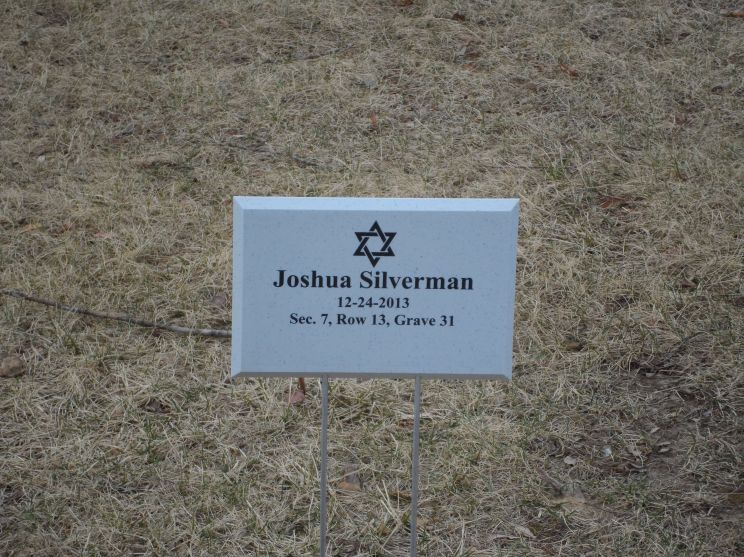 Joshua Silverman
12-24-2013
Sec. 7, Row 13, Grave 31